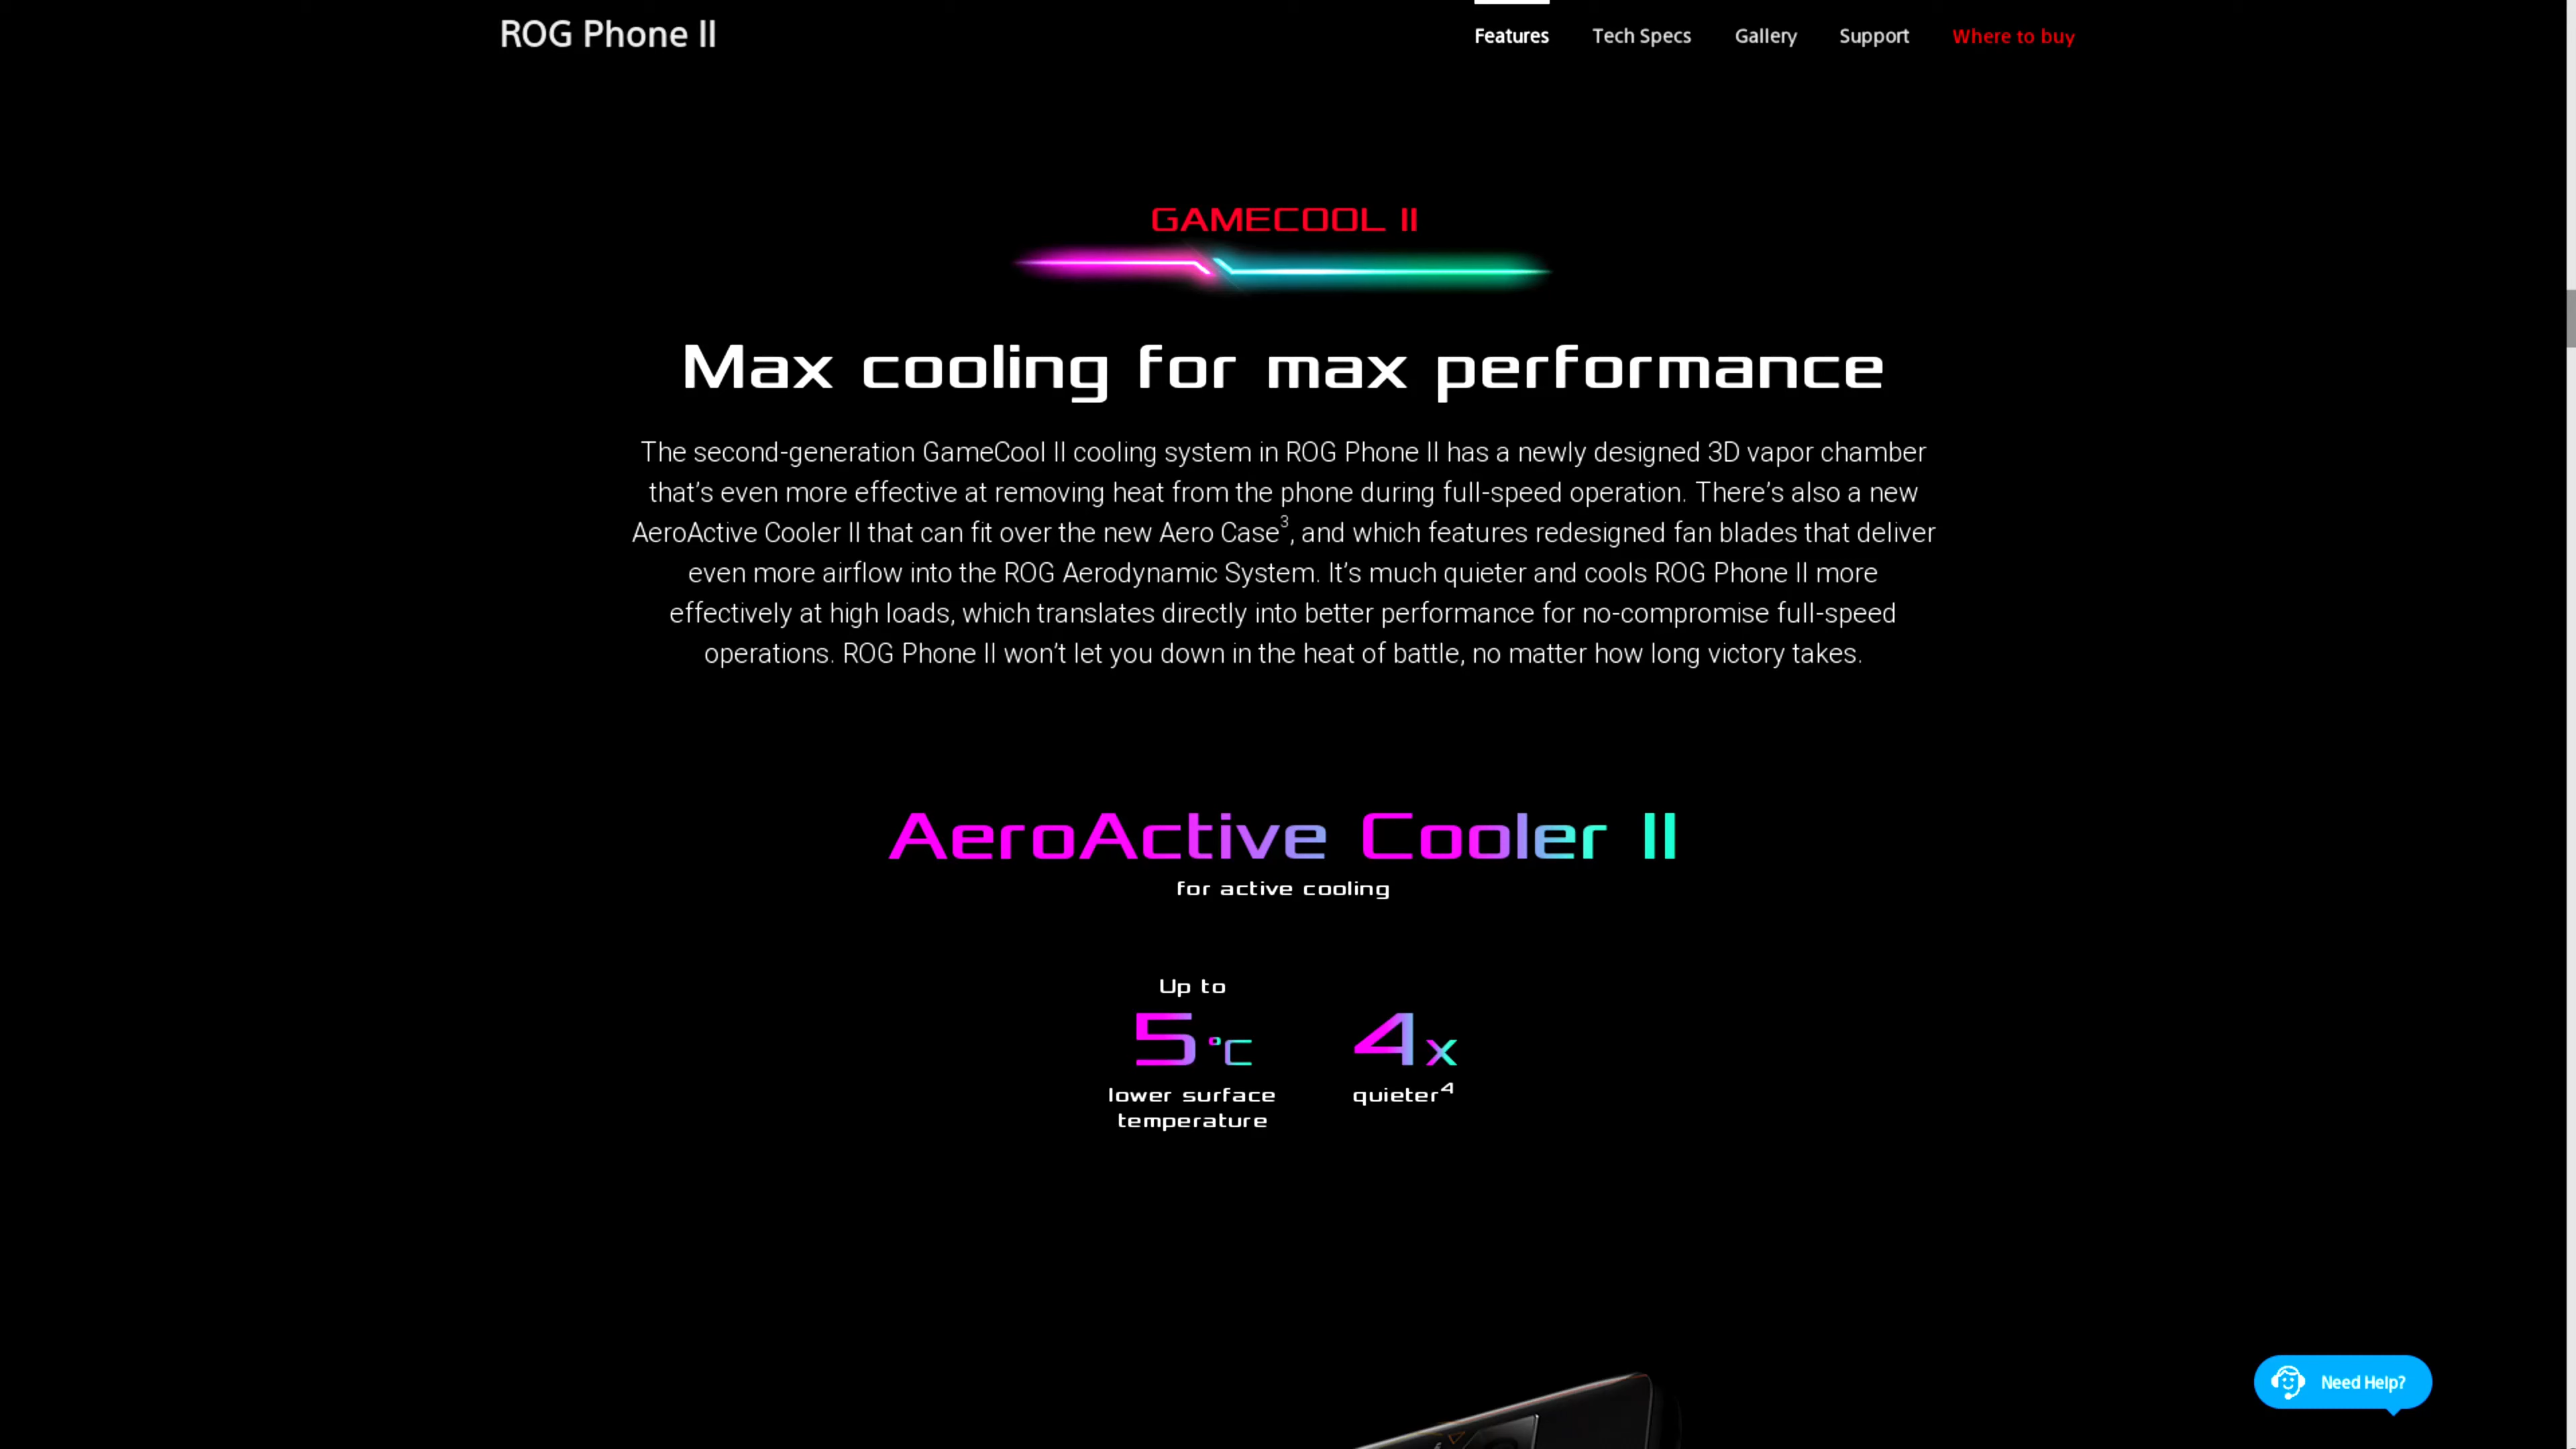 ROG Phone II
Features
Tech Specs
Gallery
Support
Where to buy
GAMECOOL II
Max cooling for max performance
The second-generation GameCool II cooling system in ROG Phone II has a newly designed 3D vapor chamber
that’s even more effective at removing heat from the phone during full-speed operation. There’s also a new
AeroActive Cooler II that can fit over the new Aero Case³, and which features redesigned fan blades that deliver
even more airflow into the ROG Aerodynamic System. It’s much quieter and cools ROG Phone II more
effectively at high loads, which translates directly into better performance for no-compromise full-speed
operations. ROG Phone II won’t let you down in the heat of battle, no matter how long victory takes.
AeroActive Cooler II
for active cooling
Up to
5 °C
lower surface
temperature
4x
quieter⁴
Need Help?